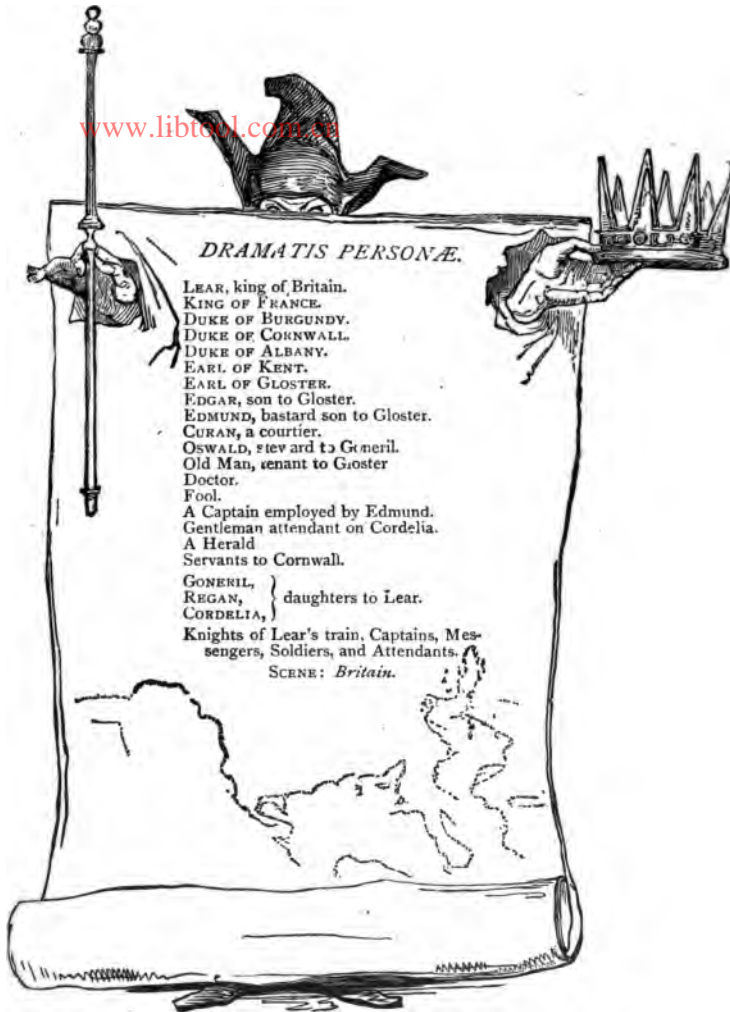 www.libtool.com.cn
DRAMATIS PERSONÆ.
LEAR, king of Britain.
KING OF FRANCE.
DUKE OF BURGUNDY.
DUKE OF CORNWALL.
DUKE OF ALBANY.
EARL OF KENT.
EARL OF GLOSTER.
EDGAR, son to Gloster.
EDMUND, bastard son to Gloster.
CURAN, a courtier.
OSWALD, steward to Goneril.
Old Man, tenant to Gloster
Doctor.
Fool.
A Captain employed by Edmund.
Gentleman attendant on Cordelia.
A Herald
Servants to Cornwall.
GONERIL,
REGAN, daughters to Lear.
CORDELIA,
Knights of Lear's train, Captains, Mes-
sengers, Soldiers, and Attendants.
SCENE: Britain.